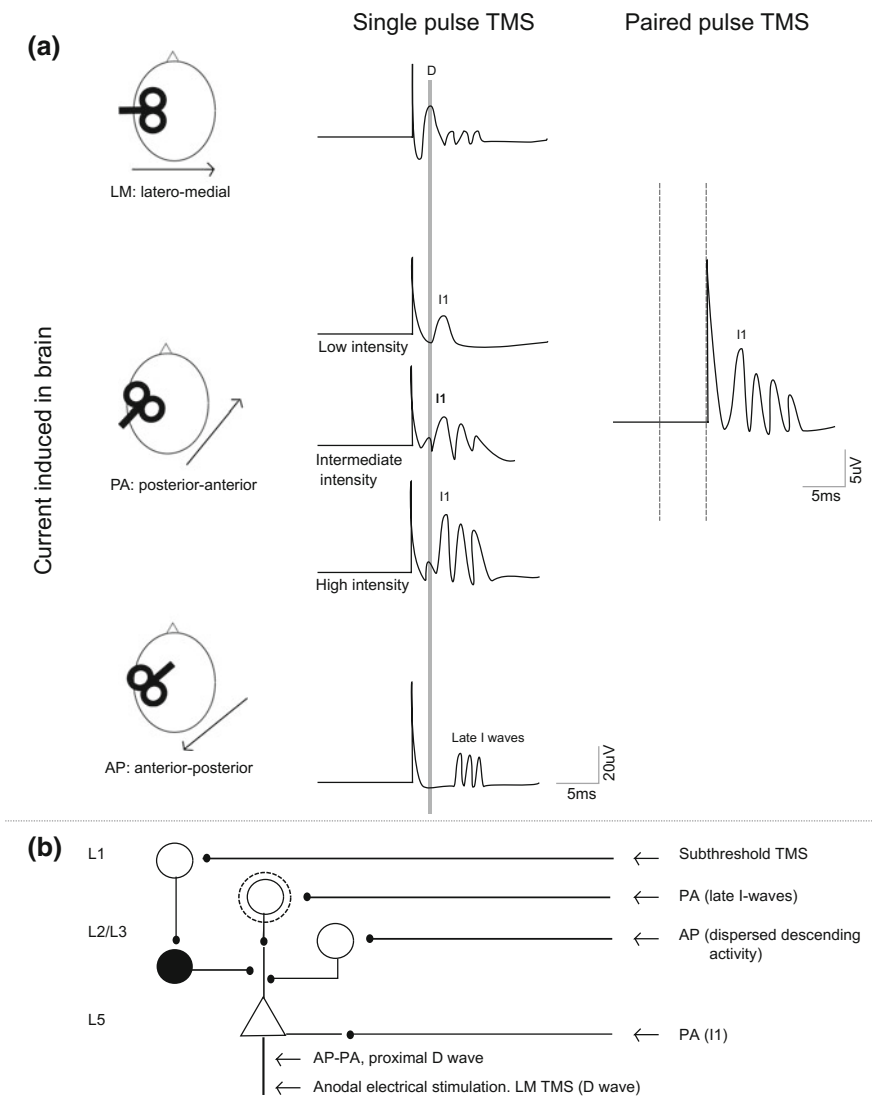 Single pulse TMS
Paired pulse TMS
(a)
D
LM: latero-medial
Current induced in brain
I1
Low intensity
I1
I1
Intermediate
intensity
PA: posterior-anterior
5uV
5ms
I1
High intensity
Late I waves
20uV
5ms
AP: anterior-posterior
(b)
L1
Subthreshold TMS
PA (late I-waves)
L2/L3
AP (dispersed descending
activity)
L5
PA (I1)
AP-PA, proximal D wave
Anodal electrical stimulation. LM TMS (D wave)